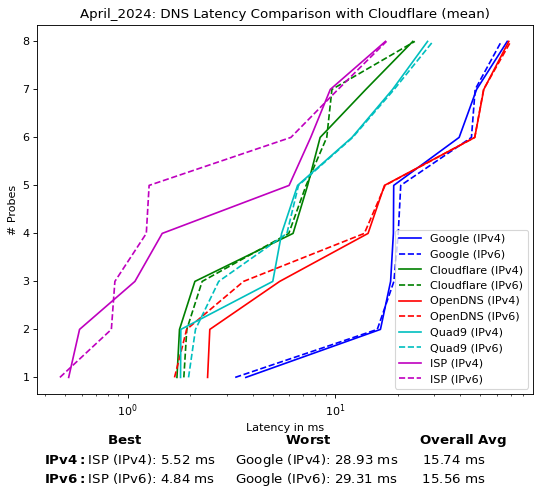 April_2024: DNS Latency Comparison with Cloudflare (mean)
8
7
6
5
4
3
2
1
# Probes
Google (IPv4)
Google (IPv6)
Cloudflare (IPv4)
Cloudflare (IPv6)
OpenDNS (IPv4)
OpenDNS (IPv6)
Quad9 (IPv4)
Quad9 (IPv6)
ISP (IPv4)
ISP (IPv6)
10⁰ 10¹
Latency in ms
Best Worst Overall Avg
IPv4: ISP (IPv4): 5.52 ms Google (IPv4): 28.93 ms 15.74 ms
IPv6: ISP (IPv6): 4.84 ms Google (IPv6): 29.31 ms 15.56 ms